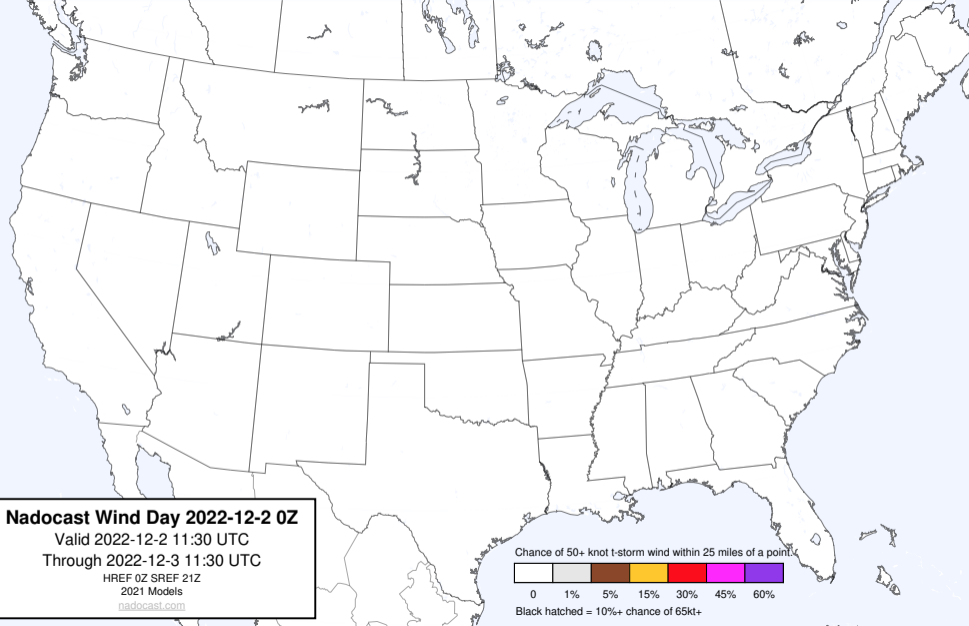 Nadocast Wind Day 2022-12-2 0Z
Valid 2022-12-2 11:30 UTC
Through 2022-12-3 11:30 UTC
HREF 0Z SREF 21Z
2021 Models
nadocast.com
Chance of 50+ knot t-storm wind within 25 miles of a point.
0 1% 5% 15% 30% 45% 60%
Black hatched = 10%+ chance of 65kt+